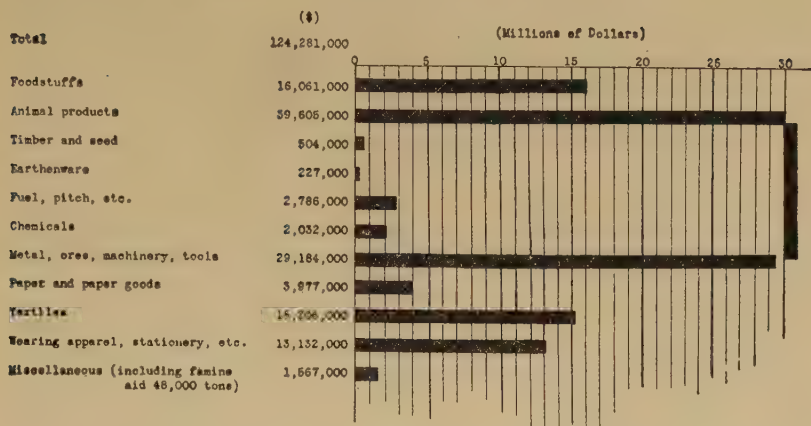 ($)
Total 124,281,000 (Millions of Dollars)
0 5 10 15 20 25 30
Foodstuffs 16,061,000
Animal products 39,605,000
Timber and seed 504,000
Earthenware 227,000
Fuel, pitch, etc. 2,786,000
Chemicals 2,032,000
Metal, ores, machinery, tools 29,184,000
Paper and paper goods 3,977,000
Textiles 15,206,000
Wearing apparel, stationery, etc. 13,132,000
Miscellaneous (including famine 1,567,000
aid 48,000 tons)